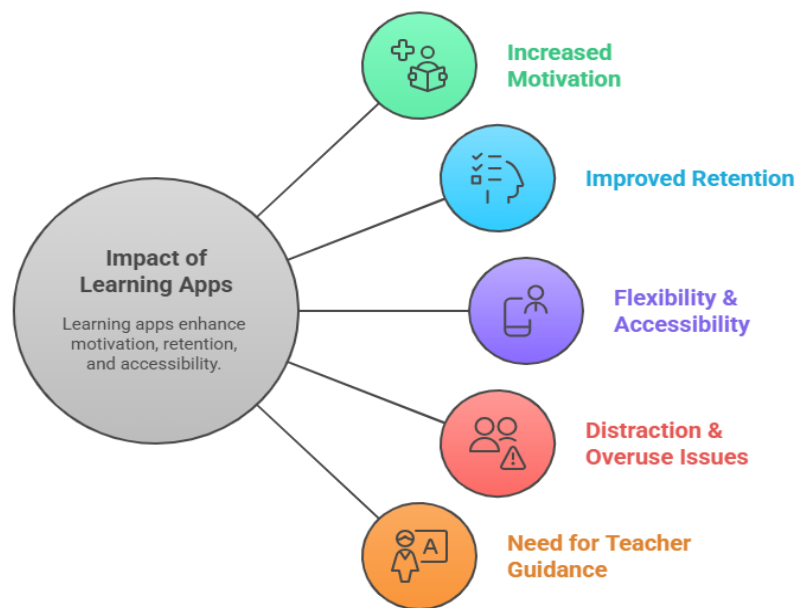 Increased
Motivation
Improved Retention
Impact of
Learning Apps
Learning apps enhance
motivation, retention,
and accessibility.
Flexibility &
Accessibility
Distraction &
Overuse Issues
A
Need for Teacher
Guidance